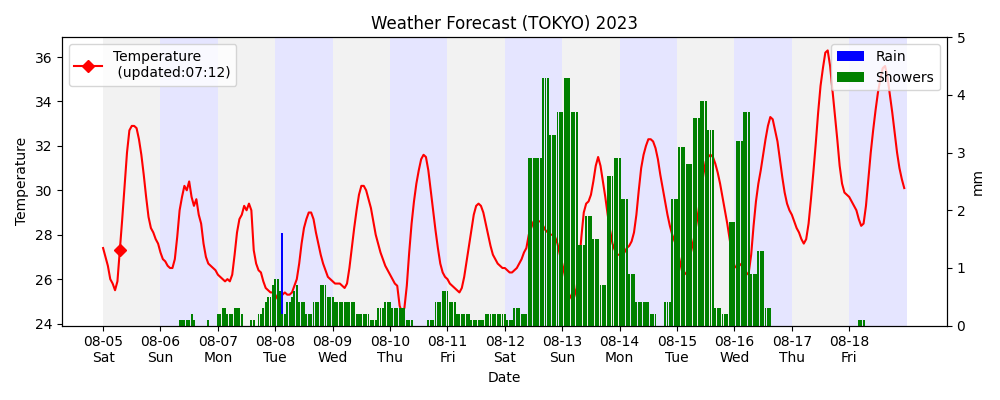 Weather Forecast (TOKYO) 2023
Temperature
(updated:07:12)
Rain
Showers
Temperature
36
34
32
30
28
26
24
5
4
3
2
1
0
mm
08-05 08-06 08-07 08-08 08-09 08-10 08-11 08-12 08-13 08-14 08-15 08-16 08-17 08-18
Sat Sun Mon Tue Wed Thu Fri Sat Sun Mon Tue Wed Thu Fri
Date